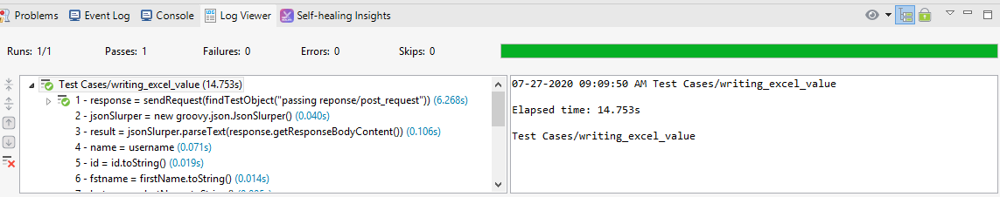 Problems Event Log Console Log Viewer Self-healing Insights
Runs: 1/1 Passes: 1 Failures: 0 Errors: 0 Skips: 0
Test Cases/writing_excel_value (14.753s)
1 - response = sendRequest(findTestObject("passing reponse/post_request")) (6.268s)
2 - jsonSlurper = new groovy.json.JsonSlurper() (0.040s)
3 - result = jsonSlurper.parseText(response.getResponseBodyContent()) (0.106s)
4 - name = username (0.071s)
5 - id = id.toString() (0.019s)
6 - fstname = firstName.toString() (0.014s)
07-27-2020 09:09:50 AM Test Cases/writing_excel_value
Elapsed time: 14.753s
Test Cases/writing_excel_value